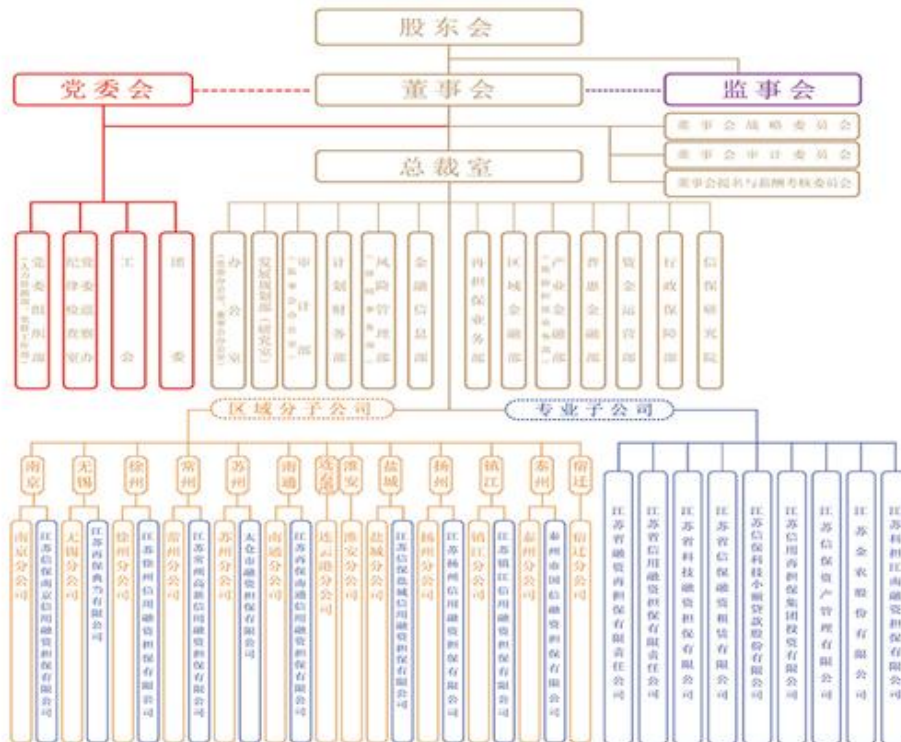 股东会
党委会
董事会
监事会
董事会战略委员会
董事会审计委员会
董事会提名与薪酬考核委员会
总裁室
党委组织部
党委巡察办
纪律检查室
工会
团委
办公室
发展规划部（研究室）
审计部
计划财务部
风险管理部
金融信息部
再担保业务部
区域金融部
产业金融部
普惠金融部
资金运营部
行政保障部
信保研究院
区域分子公司
专业子公司
南京
无锡
徐州
常州
苏州
南通
连云港
淮安
盐城
扬州
镇江
泰州
宿迁
南京分公司
江苏信保南京信用融资担保有限公司
无锡分公司
江苏再保典当有限公司
徐州分公司
江苏徐州信用融资担保有限公司
常州分公司
江苏常州高新信用融资担保有限公司
苏州分公司
太仓市融资担保有限公司
南通分公司
江苏再保南通信用融资担保有限公司
连云港分公司
淮安分公司
盐城分公司
江苏信保盐城信用融资担保有限公司
扬州分公司
江苏扬州信用融资担保有限公司
镇江分公司
江苏镇江信用融资担保有限公司
泰州分公司
泰州市国信融资担保有限公司
宿迁分公司
江苏省融资再担保有限责任公司
江苏省信用融资担保有限责任公司
江苏省科技融资担保有限公司
江苏省信保融资租赁有限公司
江苏信保科技小额贷款股份有限公司
江苏信用再担保集团投资有限公司
江苏信保资产管理有限公司
江苏金农股份有限公司
江苏科担江南融资担保有限公司